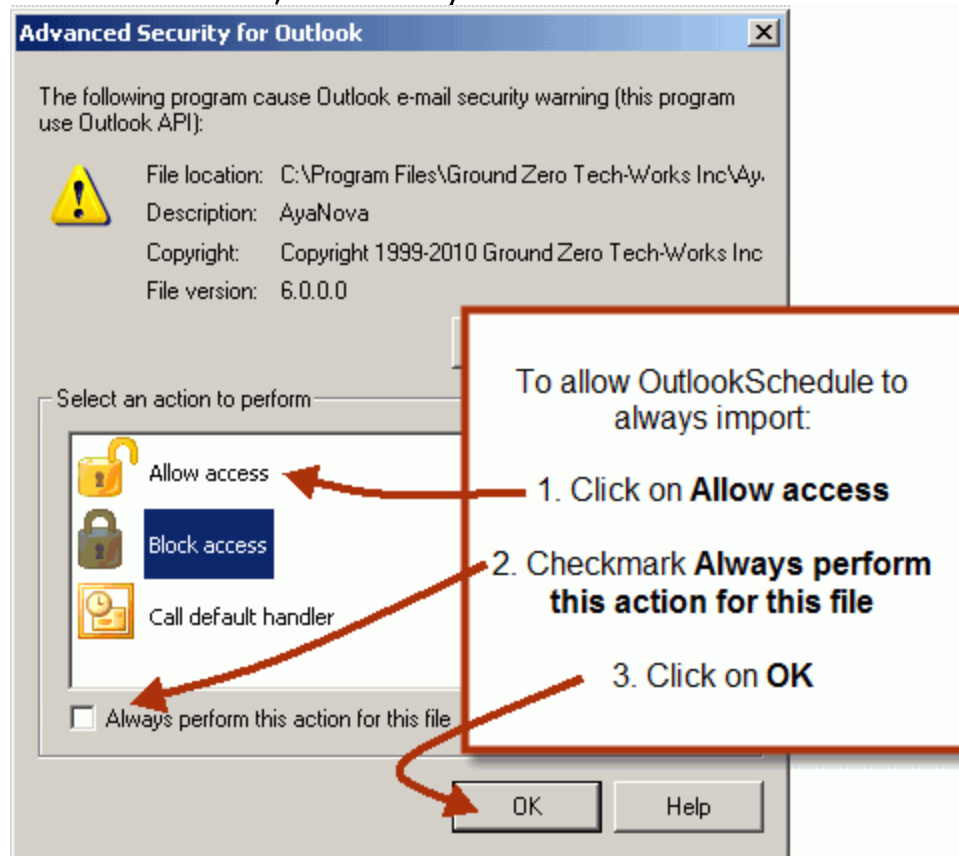 Advanced Security for Outlook
The following program cause Outlook e-mail security warning (this program
use Outlook API):
File location: C:\Program Files\Ground Zero Tech-Works Inc\Ay
Description: AyaNova
Copyright: Copyright 1999-2010 Ground Zero Tech-Works Inc
File version: 6.0.0.0
Select an action to perform
Allow access
Block access
Call default handler
Always perform this action for this file
OK
Help
To allow OutlookSchedule to
always import:
1. Click on Allow access
2. Checkmark Always perform
this action for this file
3. Click on OK